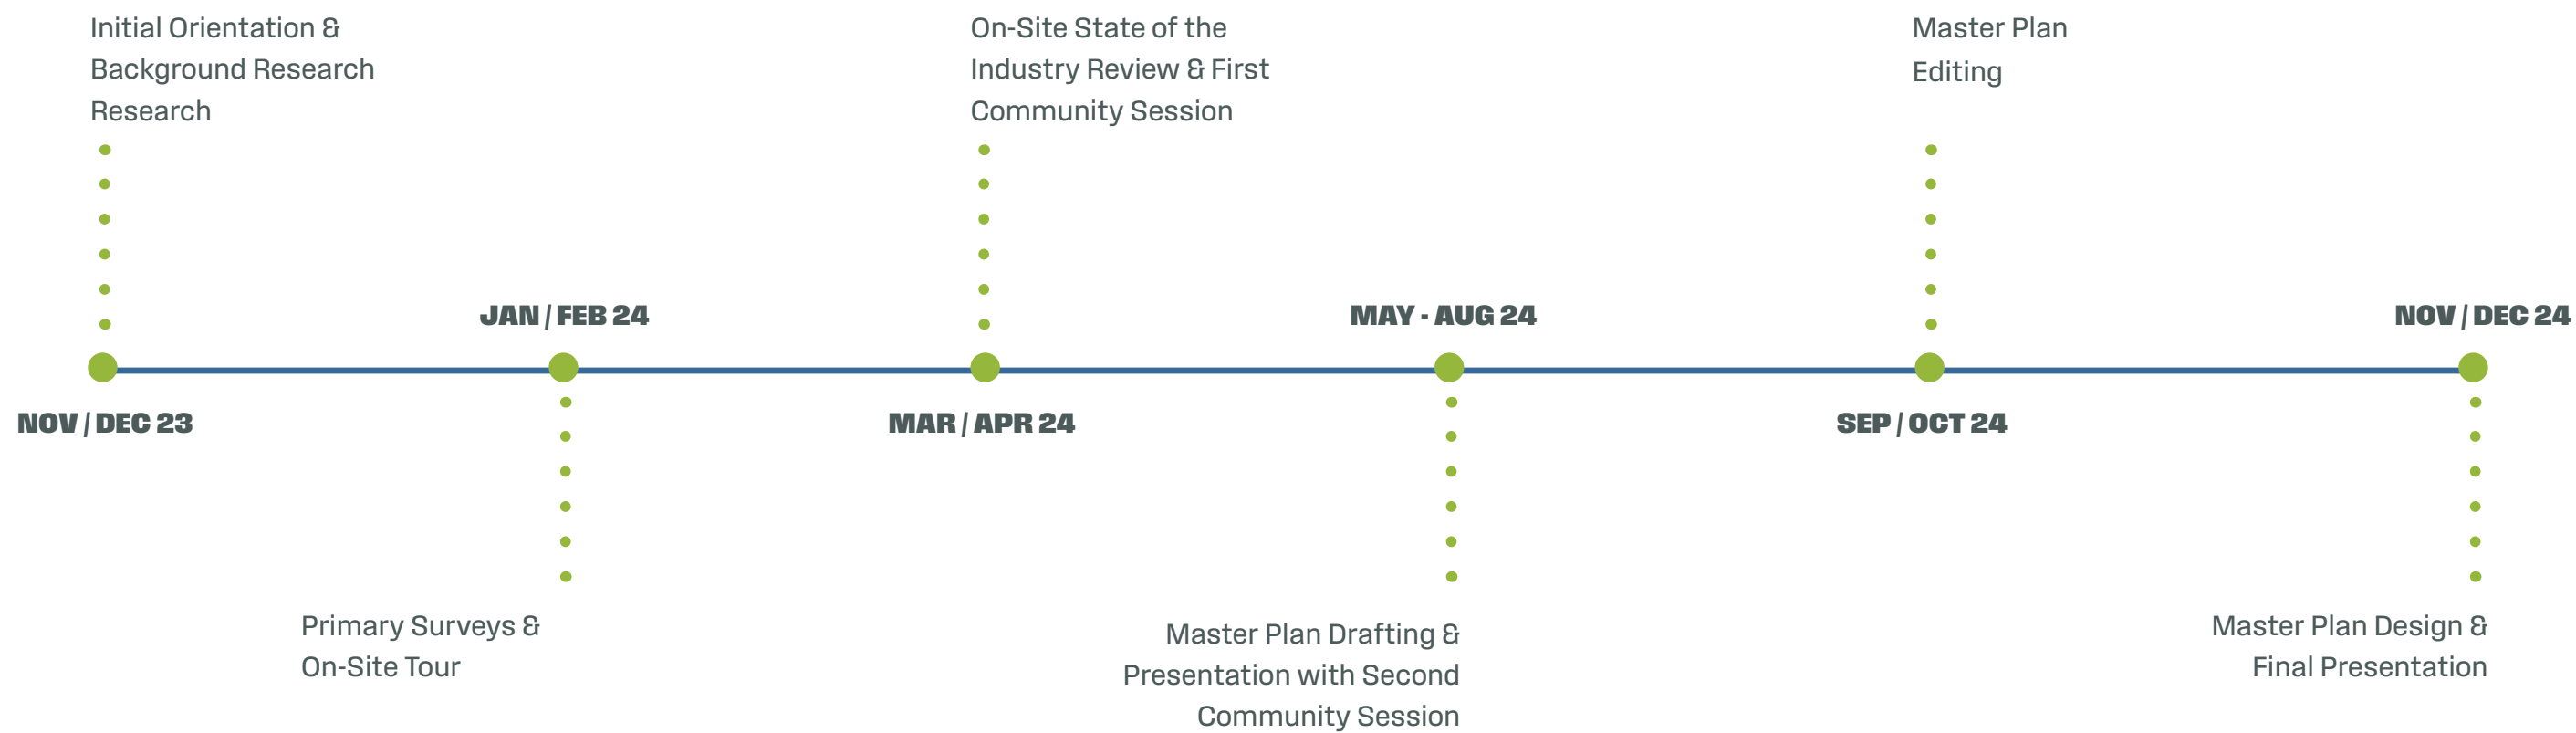 Initial Orientation &
Background Research
Research
On-Site State of the
Industry Review & First
Community Session
Master Plan
Editing
JAN / FEB 24
MAY - AUG 24
NOV / DEC 24
NOV / DEC 23
MAR / APR 24
SEP / OCT 24
Primary Surveys &
On-Site Tour
Master Plan Drafting &
Presentation with Second
Community Session
Master Plan Design &
Final Presentation